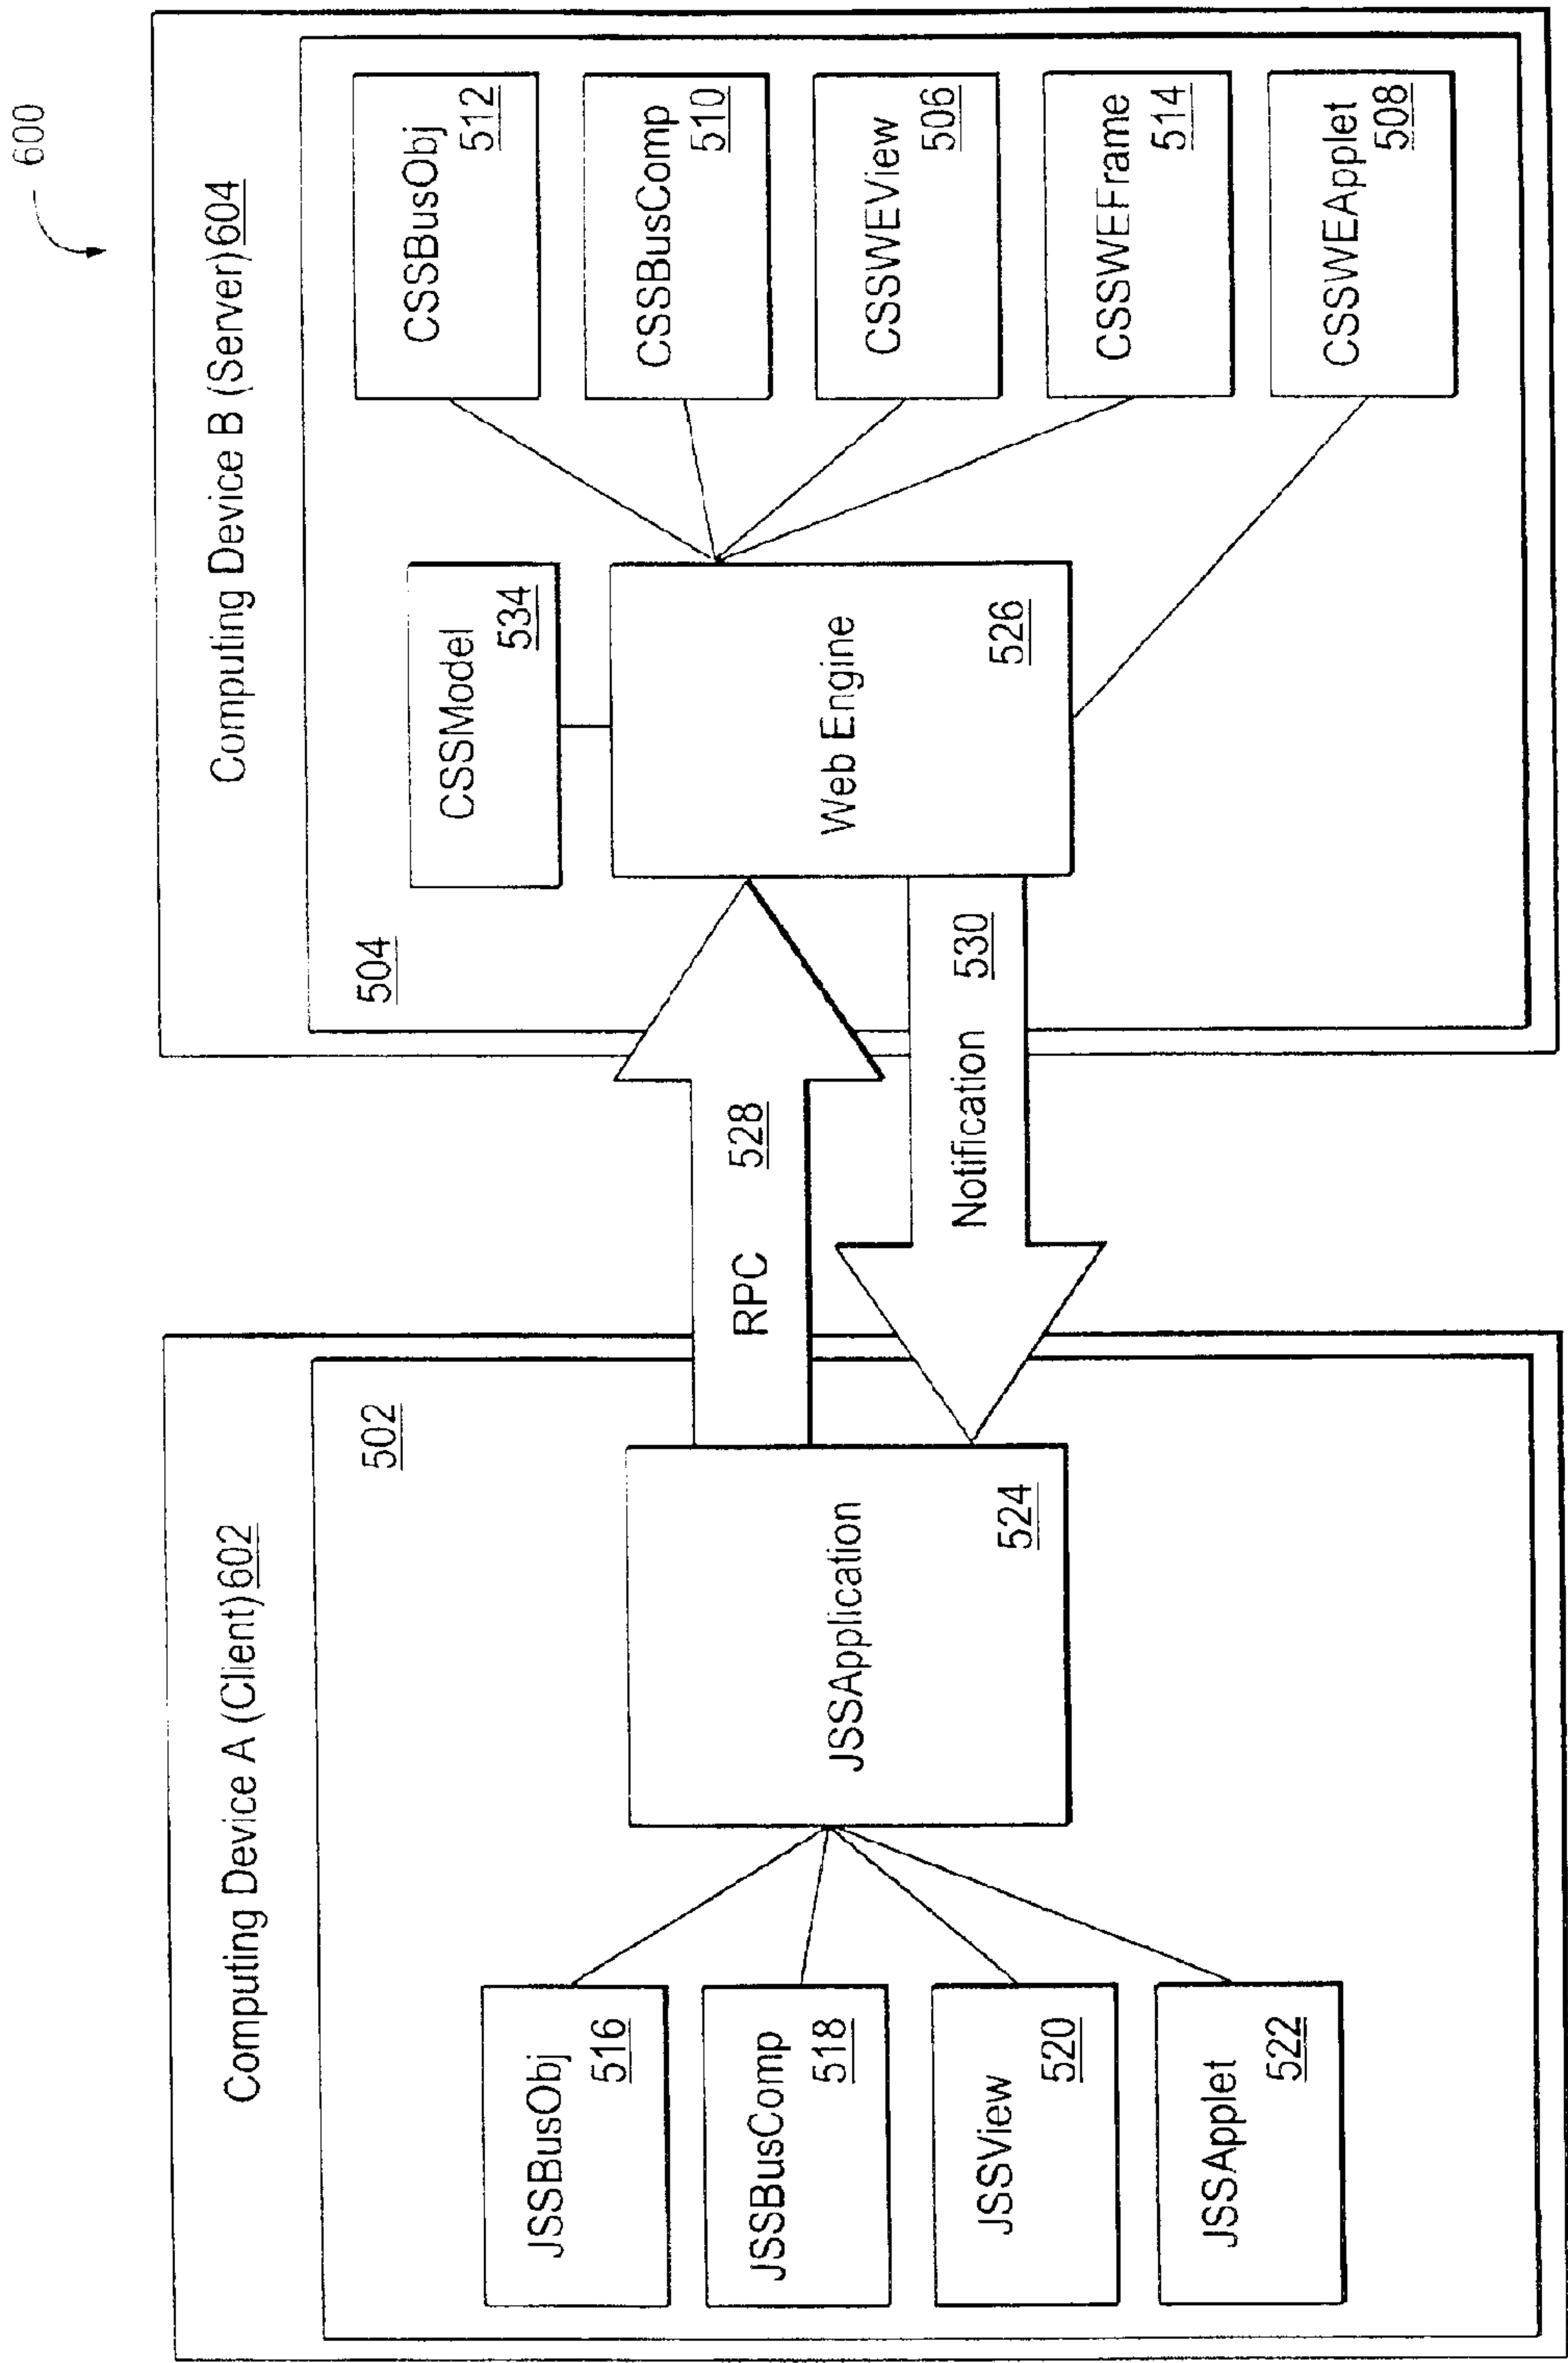 600
Computing Device A (Client) 602
502
JSSBusObj
516
JSSBusComp
518
JSSView
520
JSSApplet
522
JSSApplication
524
RPC 528
Notification 530
Computing Device B (Server) 604
504
CSSModel
534
Web Engine
526
CSSBusObj
512
CSSBusComp
510
CSSWEView
506
CSSWEFrame
514
CSSWEApplet
508